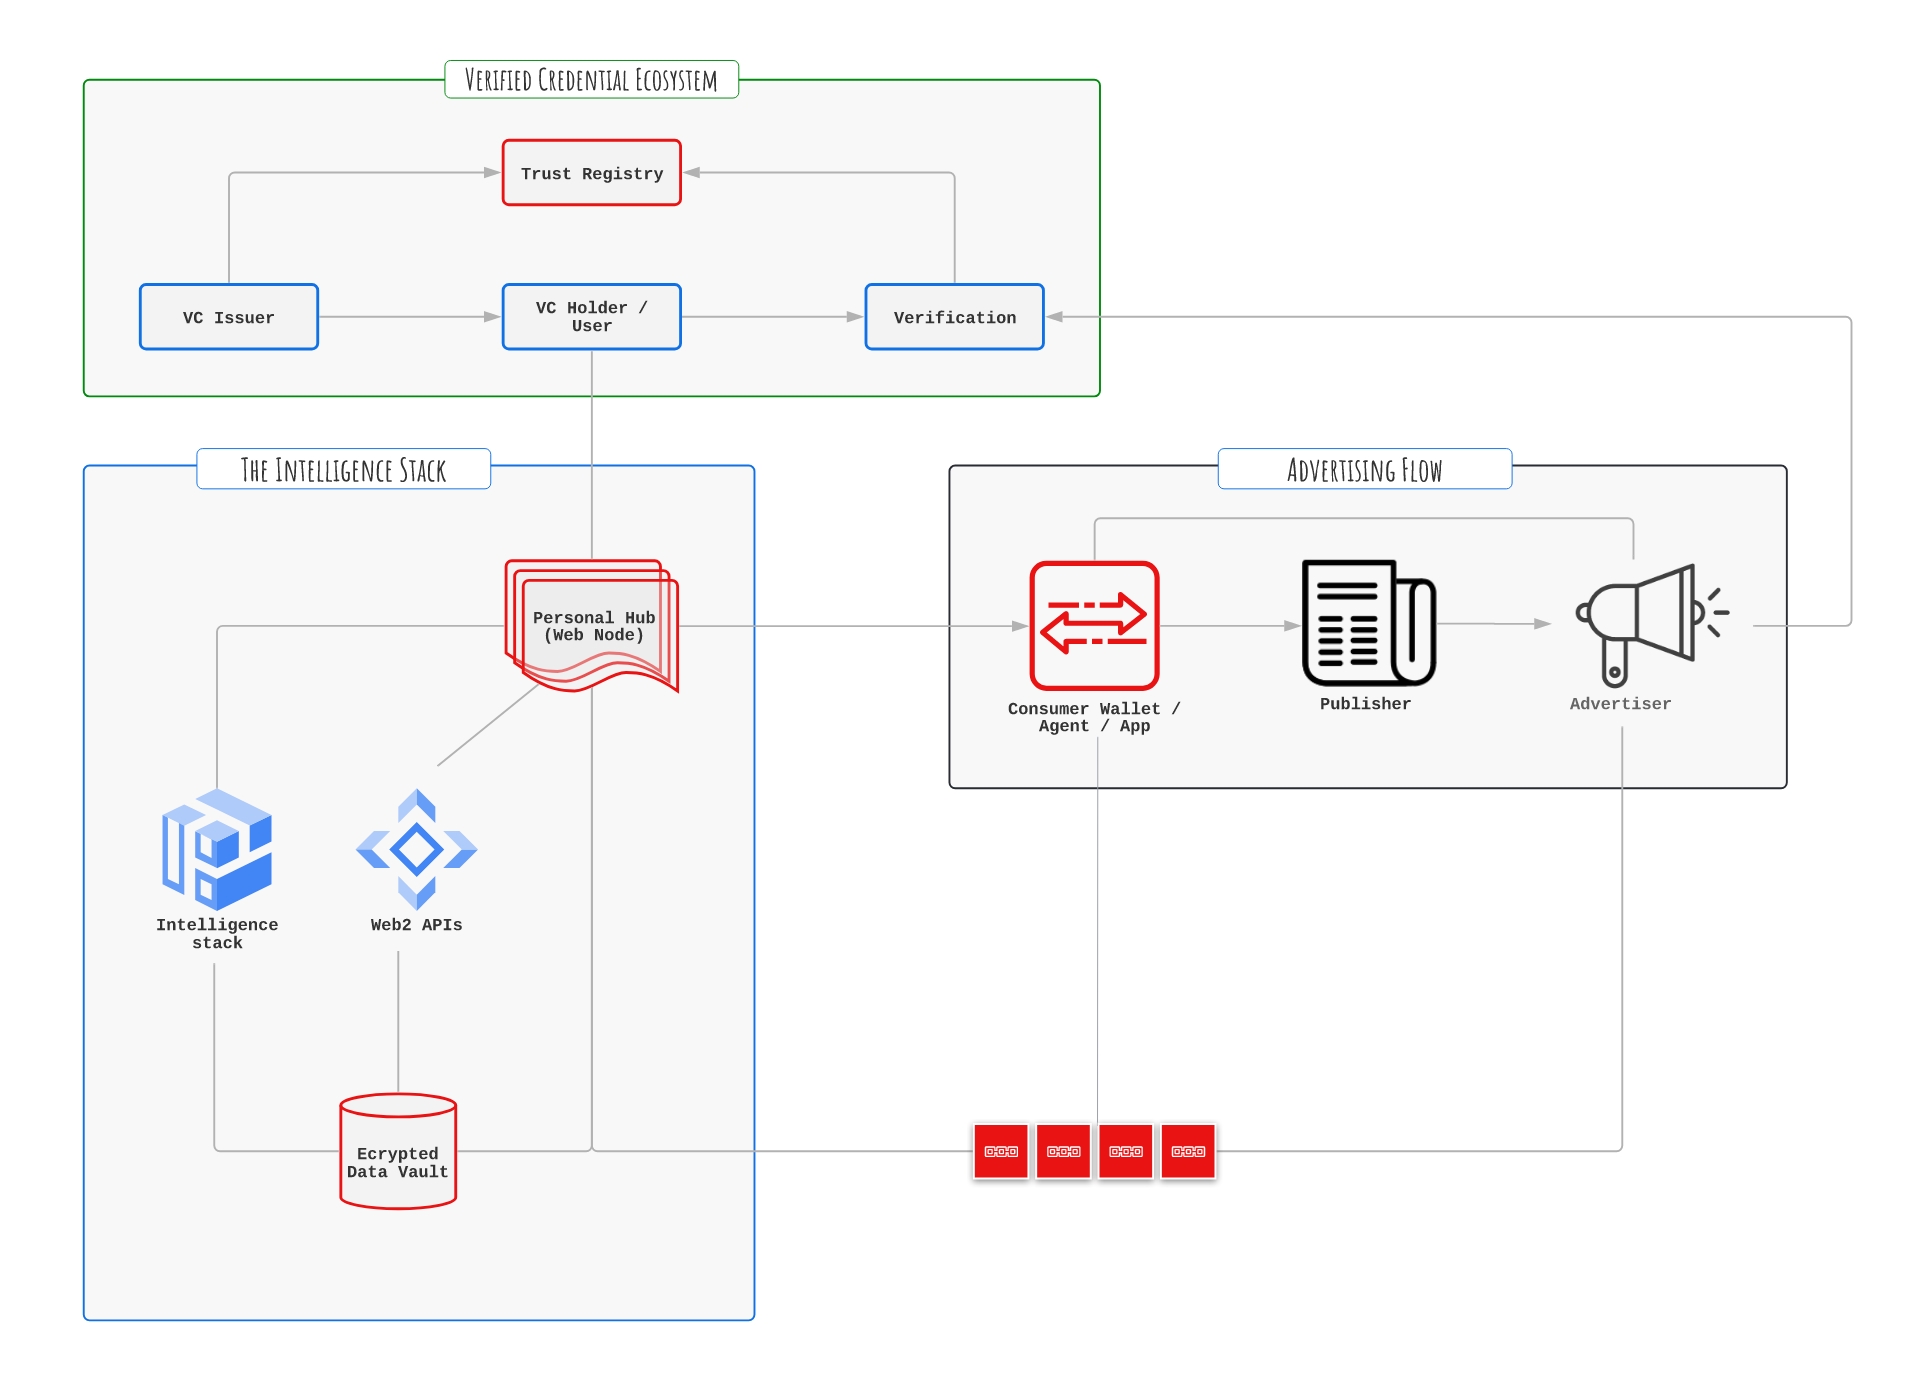 Verified Credential Ecosystem
Trust Registry
VC Issuer
VC Holder /
User
Verification
The Intelligence Stack
Advertising Flow
Personal Hub
(Web Node)
Consumer Wallet /
Agent / App
Publisher
Advertiser
Intelligence
stack
Web2 APIs
Ecrypted
Data Vault